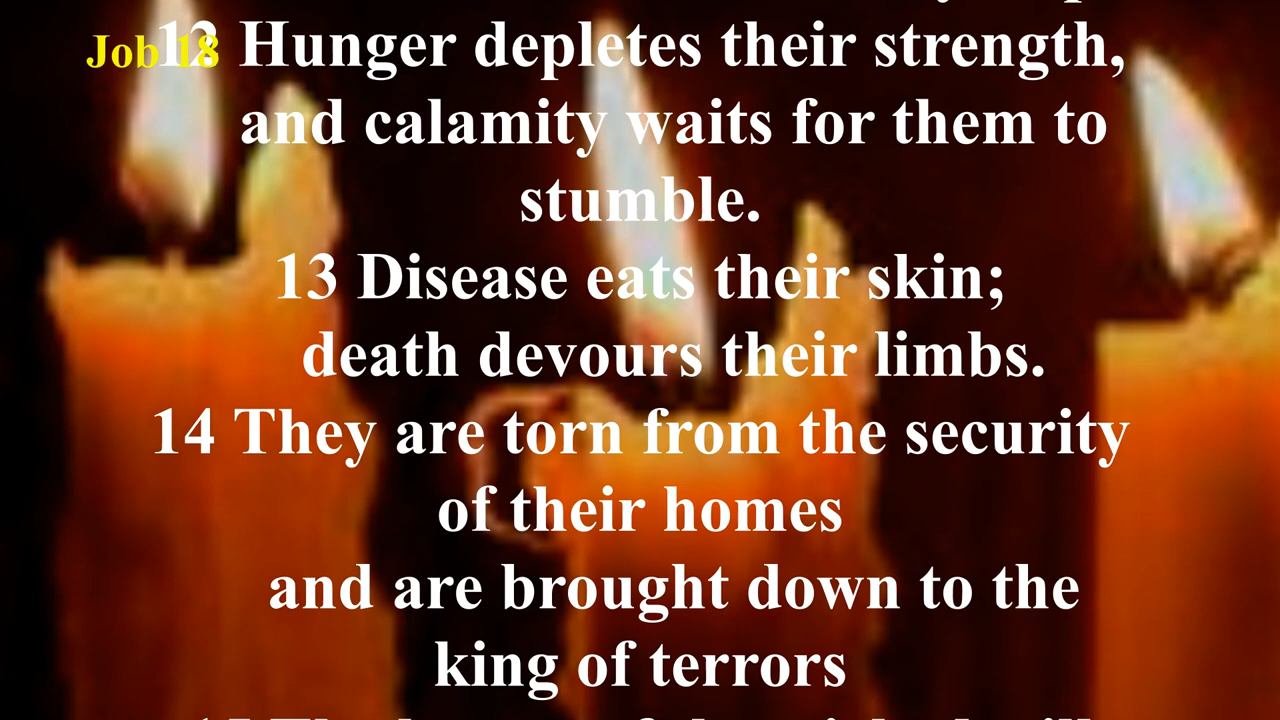 Job 18
12 Hunger depletes their strength,
and calamity waits for them to
stumble.
13 Disease eats their skin;
death devours their limbs.
14 They are torn from the security
of their homes
and are brought down to the
king of terrors